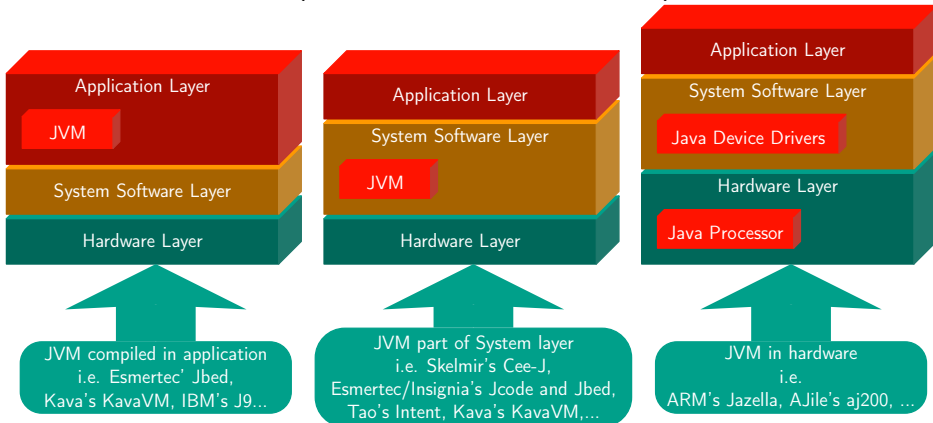 Application Layer
JVM
System Software Layer
Hardware Layer
JVM compiled in application
i.e. Esmertec' Jbed,
Kava's KavaVM, IBM's J9...
Application Layer
System Software Layer
JVM
Hardware Layer
JVM part of System layer
i.e. Skelmir's Cee-J,
Esmertec/Insignia's Jcode and Jbed,
Tao's Intent, Kava's KavaVM,...
Application Layer
System Software Layer
Java Device Drivers
Hardware Layer
Java Processor
JVM in hardware
i.e.
ARM's Jazella, AJile's aj200, ...